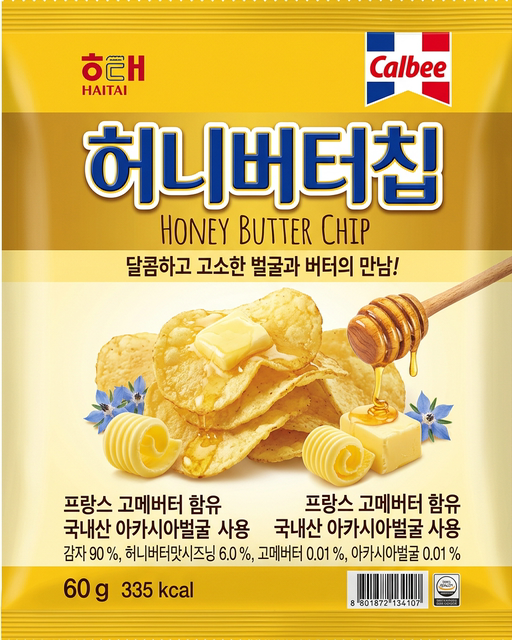 해태
HAITAI
Calbee
허니버터칩
HONEY BUTTER CHIP
달콤하고 고소한 벌꿀과 버터의 만남!
프랑스 고메버터 함유
국내산 아카시아벌꿀 사용
프랑스 고메버터 함유
국내산 아카시아벌꿀 사용
감자 90 %, 허니버터맛시즈닝 6.0 %, 고메버터 0.01 %, 아카시아벌꿀 0.01 %
60 g 335 kcal
8 801872 134107